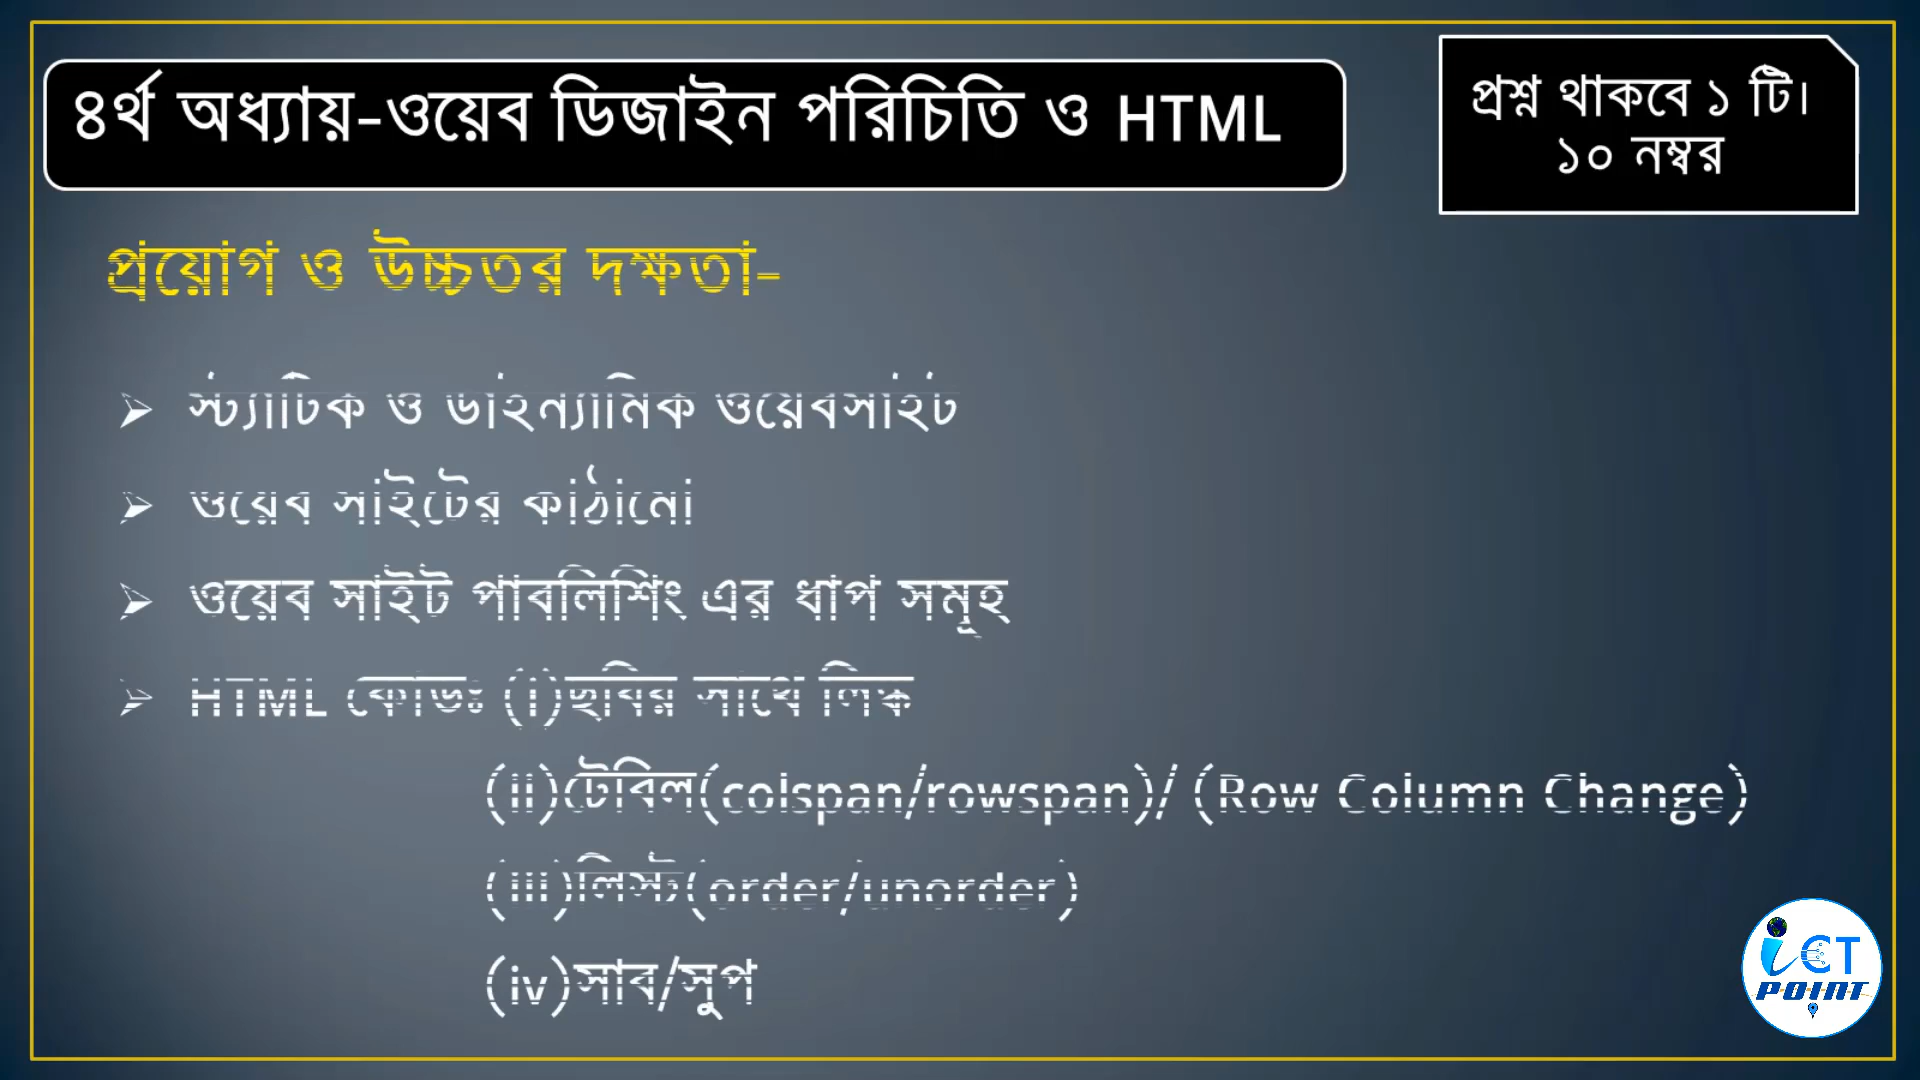 ৪র্থ অধ্যায়-ওয়েব ডিজাইন পরিচিতি ও HTML
প্রশ্ন থাকবে ১ টি।
১০ নম্বর
প্রয়োগ ও উচ্চতর দক্ষতা-
স্ট্যাটিক ও ডাইন্যামিক ওয়েবসাইট
ওয়েব সাইটের কাঠামো
ওয়েব সাইট পাবলিশিং এর ধাপ সমূহ
HTML কোডঃ (i)ছবির সাথে লিঙ্ক
(ii)টেবিল(colspan/rowspan)/ (Row Column Change)
(iii)লিস্ট(order/unorder)
(iv)সাব/সুপ
iCT
POINT